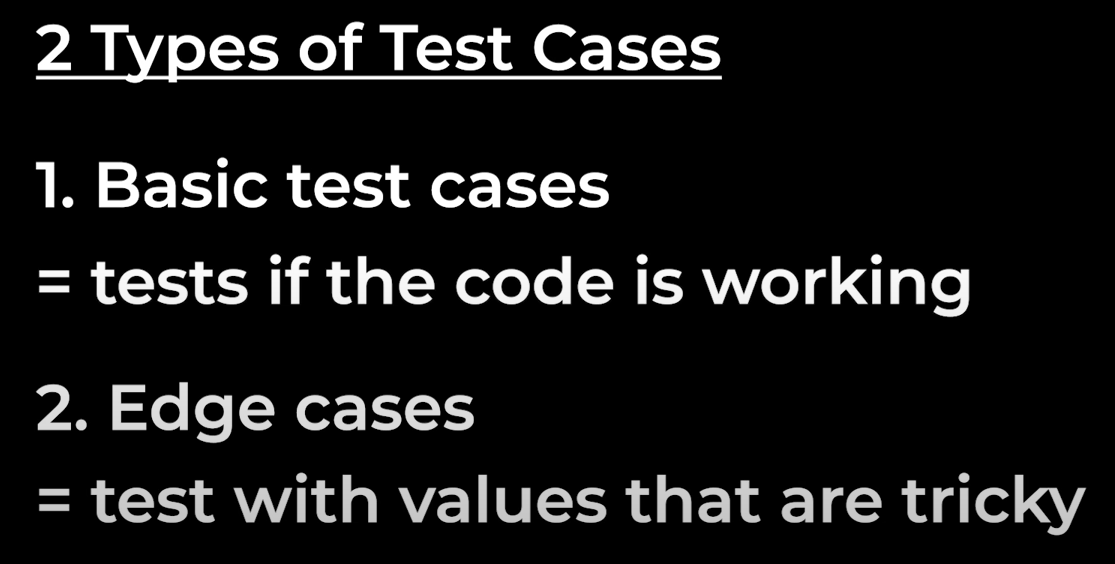 2 Types of Test Cases
1. Basic test cases
= tests if the code is working
2. Edge cases
= test with values that are tricky